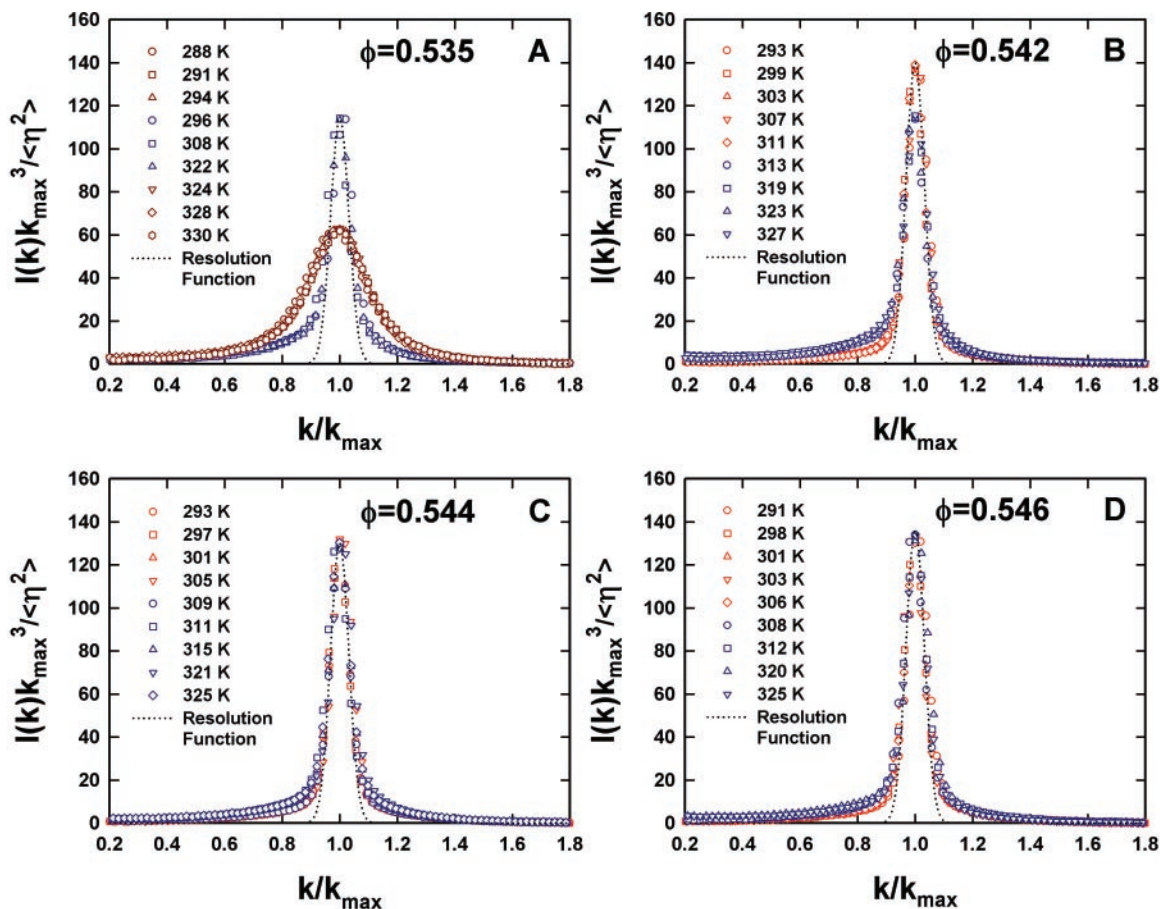 160
140
120
100
80
60
40
20
0
I(k)kmax³/<η²>
ϕ=0.535
A
288 K
291 K
294 K
296 K
308 K
322 K
324 K
328 K
330 K
Resolution
Function
0.2 0.4 0.6 0.8 1.0 1.2 1.4 1.6 1.8
k/kmax
160
140
120
100
80
60
40
20
0
I(k)kmax³/<η²>
ϕ=0.542
B
293 K
299 K
303 K
307 K
311 K
313 K
319 K
323 K
327 K
Resolution
Function
0.2 0.4 0.6 0.8 1.0 1.2 1.4 1.6 1.8
k/kmax
160
140
120
100
80
60
40
20
0
I(k)kmax³/<η²>
ϕ=0.544
C
293 K
297 K
301 K
305 K
309 K
311 K
315 K
321 K
325 K
Resolution
Function
0.2 0.4 0.6 0.8 1.0 1.2 1.4 1.6 1.8
k/kmax
160
140
120
100
80
60
40
20
0
I(k)kmax³/<η²>
ϕ=0.546
D
291 K
298 K
301 K
303 K
306 K
308 K
312 K
320 K
325 K
Resolution
Function
0.2 0.4 0.6 0.8 1.0 1.2 1.4 1.6 1.8
k/kmax